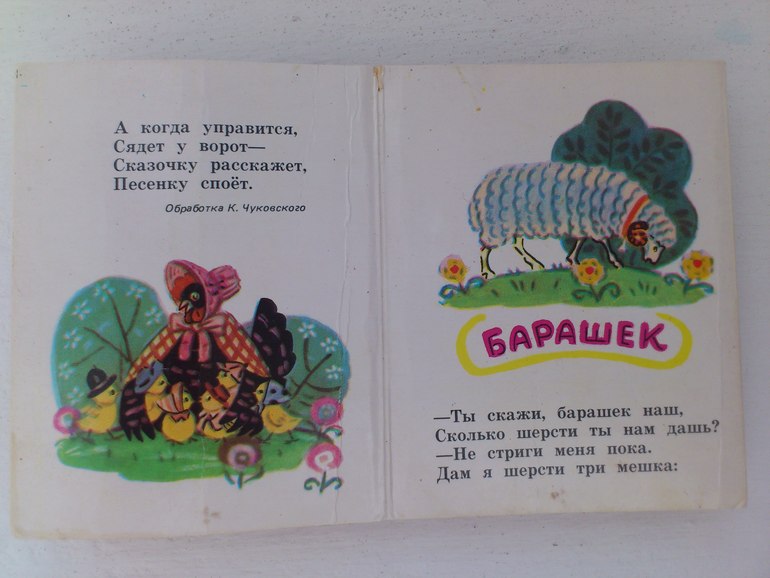 А когда управится,
Сядет у ворот—
Сказочку расскажет,
Песенку споёт.
Обработка К. Чуковского
БАРАШЕК
—Ты скажи, барашек наш,
Сколько шерсти ты нам дашь?
—Не стриги меня пока.
Дам я шерсти три мешка: